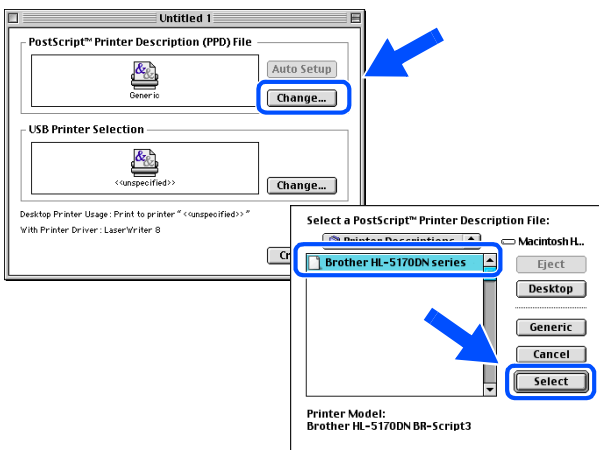 Untitled 1
PostScript™ Printer Description (PPD) File
Generic
Auto Setup
Change...
USB Printer Selection
<<unspecified>>
Change...
Desktop Printer Usage: Print to printer "<<unspecified>>"
With Printer Driver: LaserWriter 8
Cr
Select a PostScript™ Printer Description File:
Printer Descriptions
Macintosh H...
Brother HL-5170DN series
Eject
Desktop
Generic
Cancel
Select
Printer Model:
Brother HL-5170DN BR-Script3